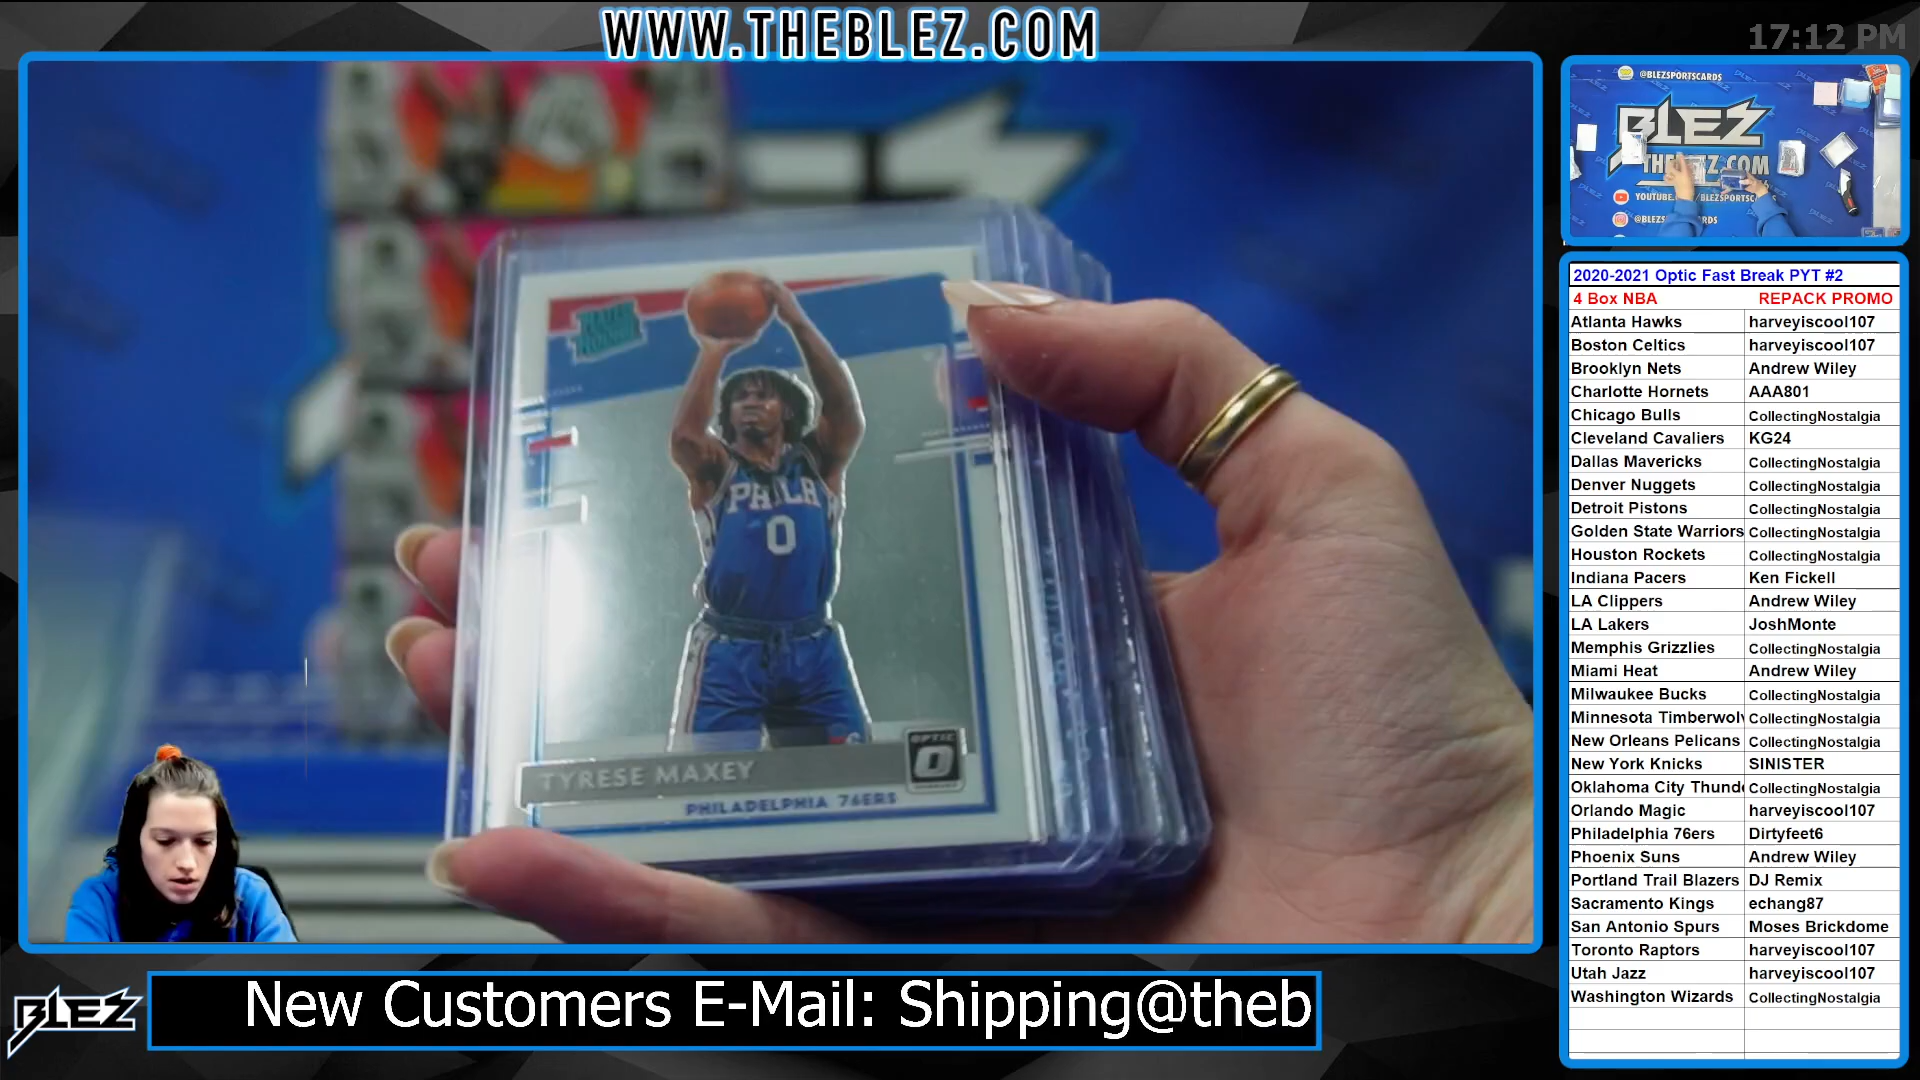 WWW.THEBLEZ.COM
17:12 PM
@BLEZSPORTSCARDS
BLEZ
RATED
ROOKIE
PHILA
0
OPTIC
O
TYRESE MAXEY
PHILADELPHIA 76ERS
2020-2021 Optic Fast Break PYT #2
4 Box NBA REPACK PROMO
Atlanta Hawks harveyiscool107
Boston Celtics harveyiscool107
Brooklyn Nets Andrew Wiley
Charlotte Hornets AAA801
Chicago Bulls CollectingNostalgia
Cleveland Cavaliers KG24
Dallas Mavericks CollectingNostalgia
Denver Nuggets CollectingNostalgia
Detroit Pistons CollectingNostalgia
Golden State Warriors CollectingNostalgia
Houston Rockets CollectingNostalgia
Indiana Pacers Ken Fickell
LA Clippers Andrew Wiley
LA Lakers JoshMonte
Memphis Grizzlies CollectingNostalgia
Miami Heat Andrew Wiley
Milwaukee Bucks CollectingNostalgia
Minnesota Timberwolv CollectingNostalgia
New Orleans Pelicans CollectingNostalgia
New York Knicks SINISTER
Oklahoma City Thunde CollectingNostalgia
Orlando Magic harveyiscool107
Philadelphia 76ers Dirtyfeet6
Phoenix Suns Andrew Wiley
Portland Trail Blazers DJ Remix
Sacramento Kings echang87
San Antonio Spurs Moses Brickdome
Toronto Raptors harveyiscool107
Utah Jazz harveyiscool107
Washington Wizards CollectingNostalgia
BLEZ
New Customers E-Mail: Shipping@theb